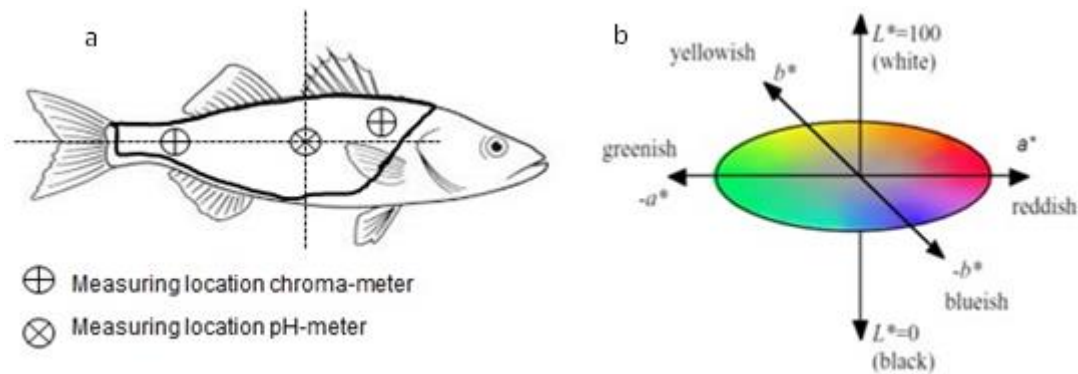 a
Measuring location chroma-meter
Measuring location pH-meter
b
L*=100
(white)
yellowish
b*
greenish
-a*
a*
reddish
-b*
blueish
L*=0
(black)